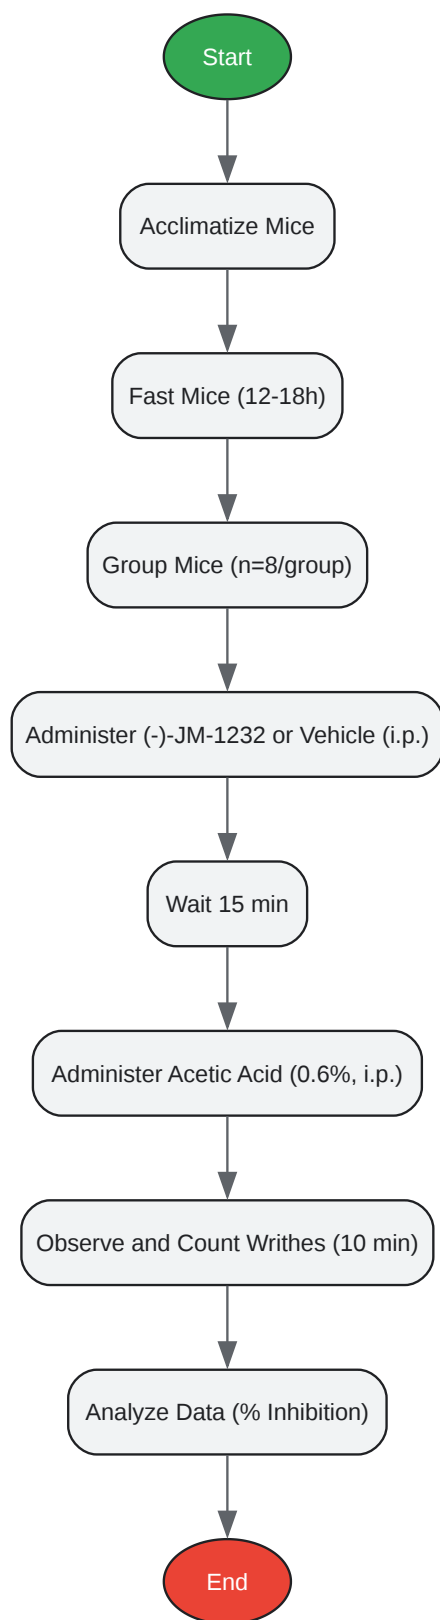 Start
Acclimatize Mice
Fast Mice (12-18h)
Group Mice (n=8/group)
Administer (-)-JM-1232 or Vehicle (i.p.)
Wait 15 min
Administer Acetic Acid (0.6%, i.p.)
Observe and Count Writhes (10 min)
Analyze Data (% Inhibition)
End